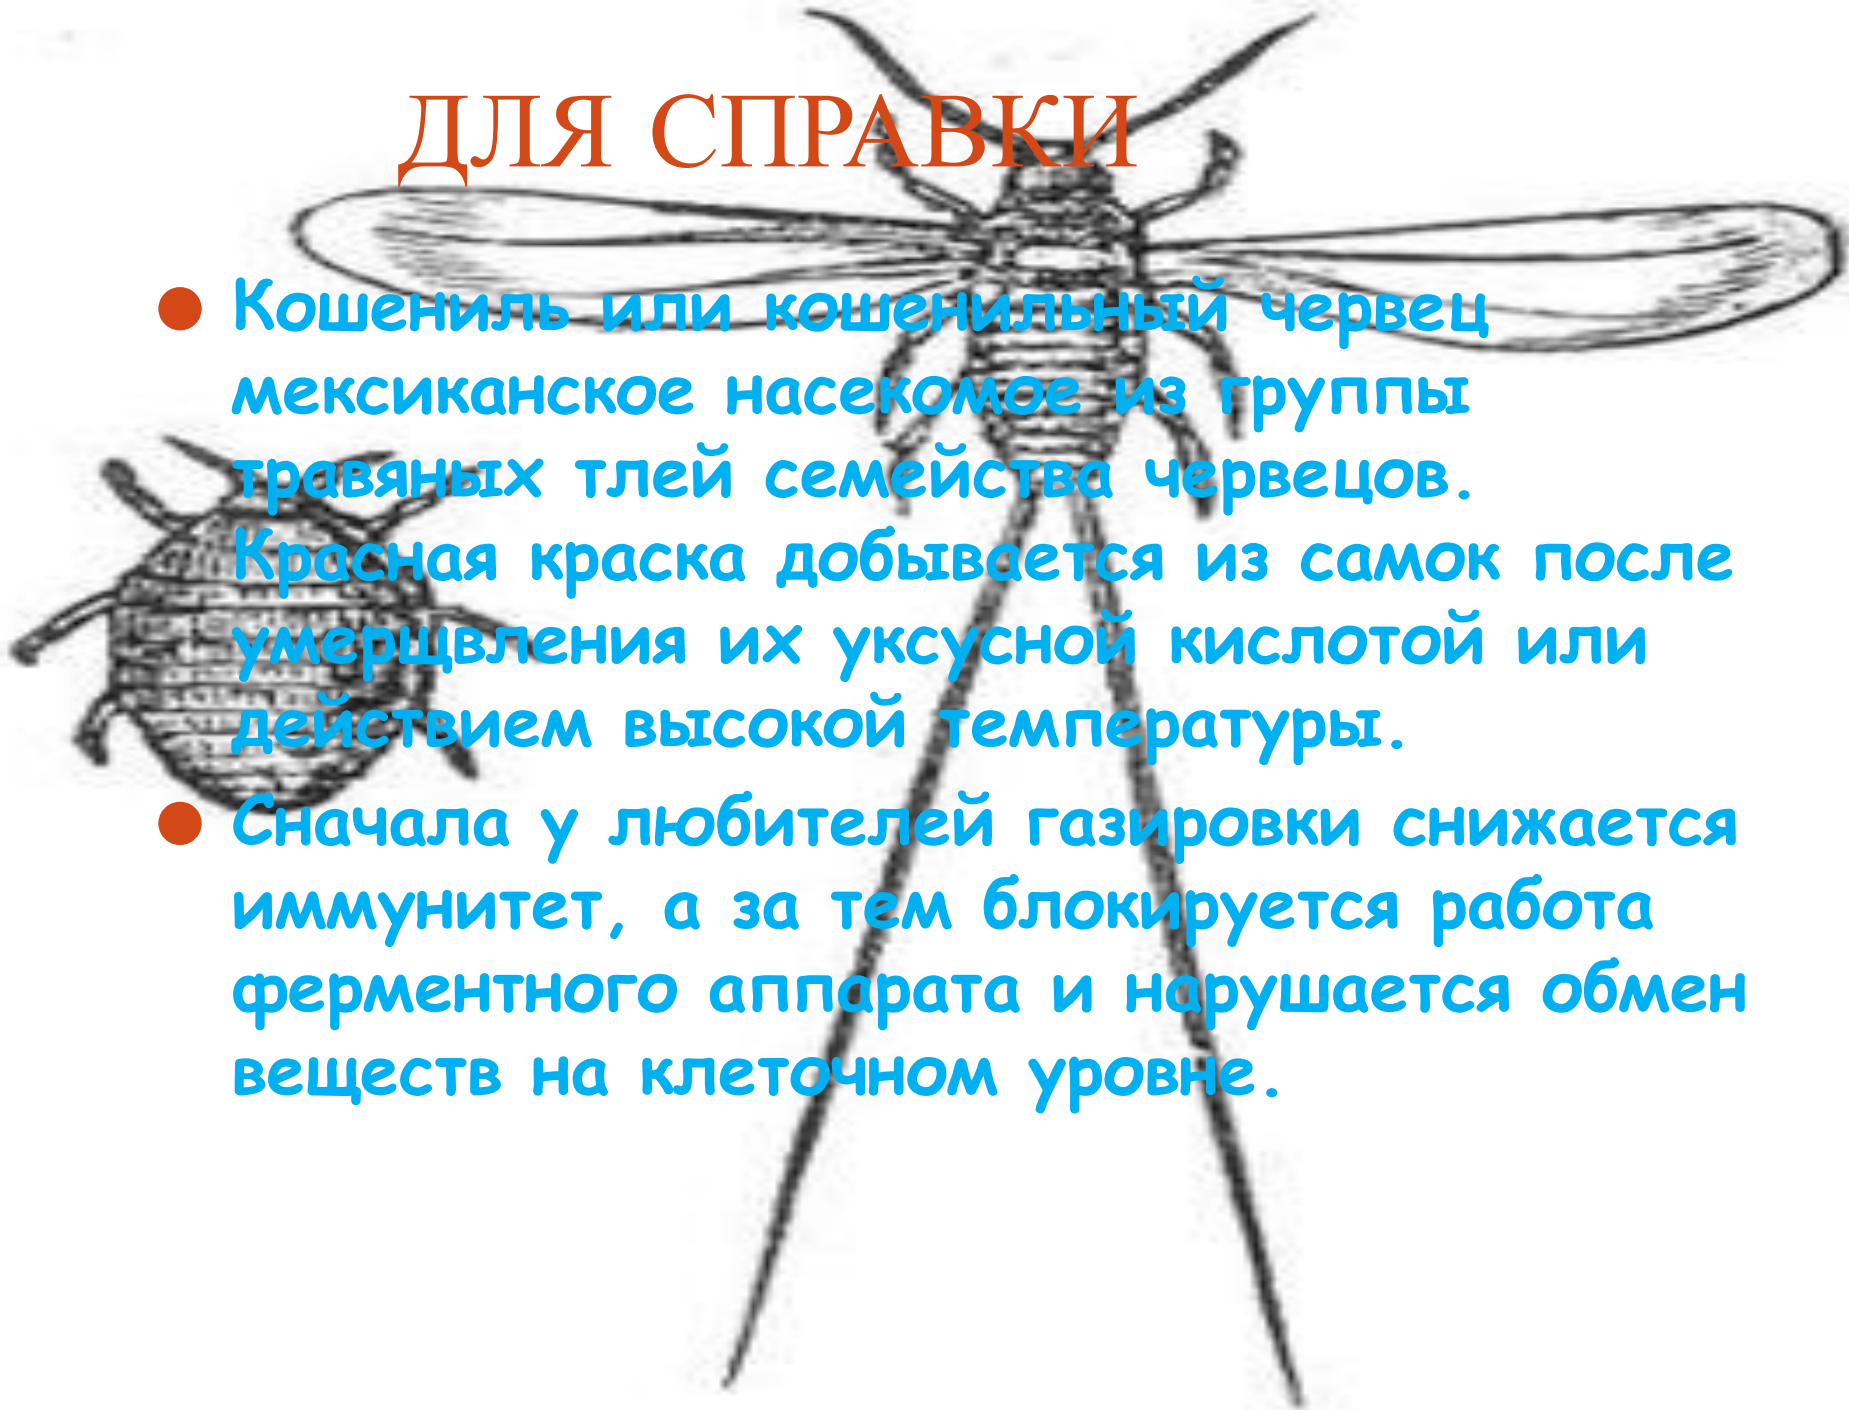 ДЛЯ СПРАВКИ
Кошениль или кошенильный червец
мексиканское насекомое из группы
травяных тлей семейства червецов.
Красная краска добывается из самок после
умерщвления их уксусной кислотой или
действием высокой температуры.
Сначала у любителей газировки снижается
иммунитет, а за тем блокируется работа
ферментного аппарата и нарушается обмен
веществ на клеточном уровне.